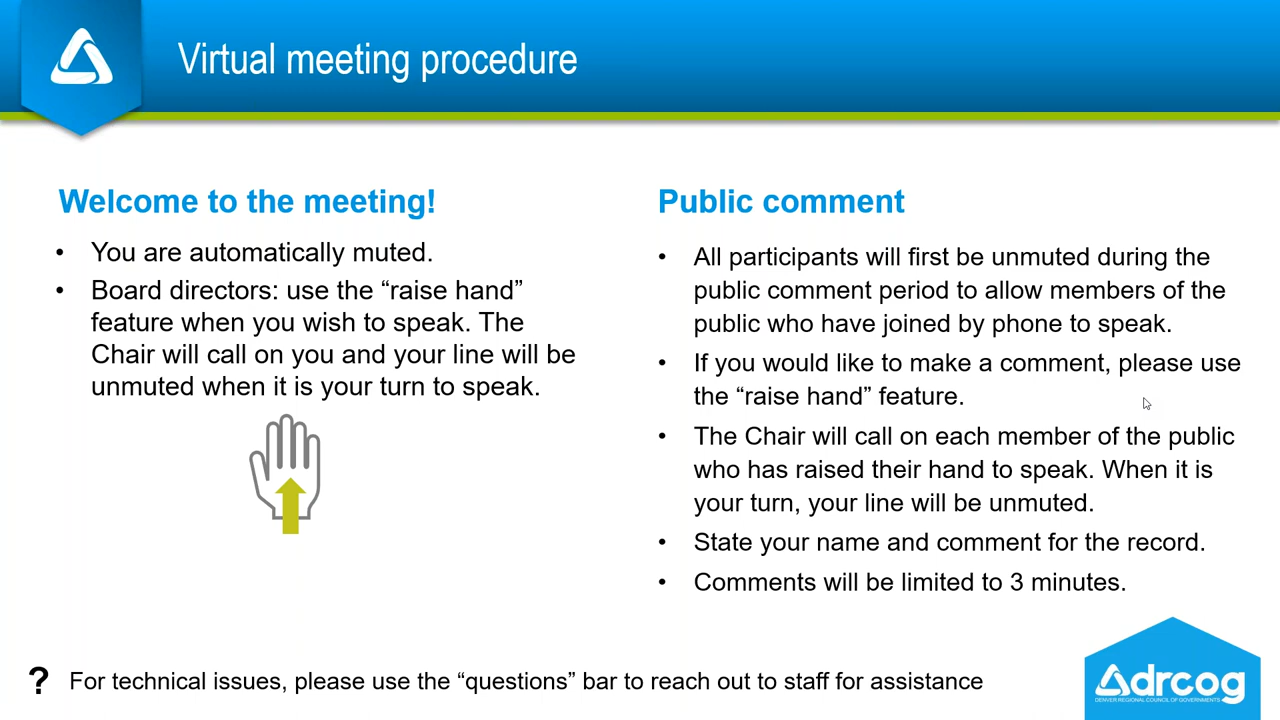 Virtual meeting procedure
Welcome to the meeting!
• You are automatically muted.
• Board directors: use the “raise hand”
feature when you wish to speak. The
Chair will call on you and your line will be
unmuted when it is your turn to speak.
Public comment
• All participants will first be unmuted during the
public comment period to allow members of the
public who have joined by phone to speak.
• If you would like to make a comment, please use
the “raise hand” feature.
• The Chair will call on each member of the public
who has raised their hand to speak. When it is
your turn, your line will be unmuted.
• State your name and comment for the record.
• Comments will be limited to 3 minutes.
? For technical issues, please use the “questions” bar to reach out to staff for assistance
drcog
DENVER REGIONAL COUNCIL OF GOVERNMENTS